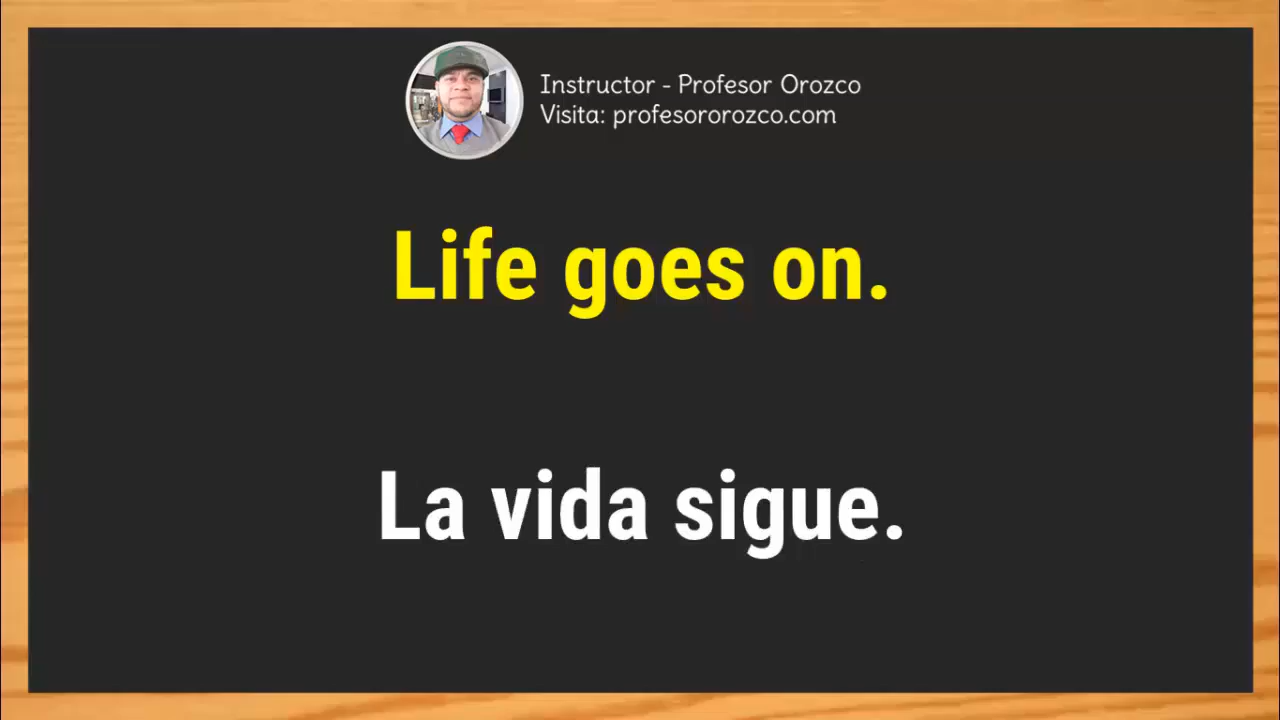 Instructor - Profesor Orozco
Visita: profesororozco.com
Life goes on.
La vida sigue.